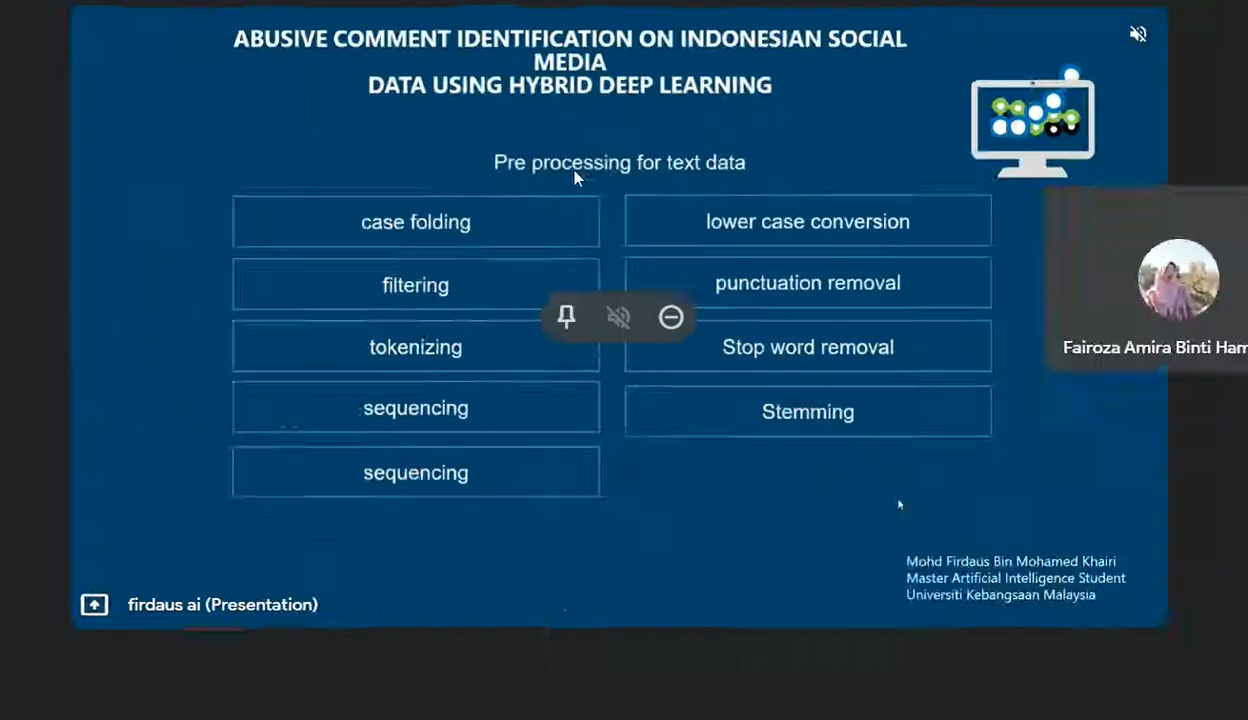 ABUSIVE COMMENT IDENTIFICATION ON INDONESIAN SOCIAL
MEDIA
DATA USING HYBRID DEEP LEARNING
Pre processing for text data
case folding
lower case conversion
filtering
punctuation removal
tokenizing
Stop word removal
sequencing
Stemming
sequencing
Fairoza Amira Binti Ham
Mohd Firdaus Bin Mohamed Khairi
Master Artificial Intelligence Student
Universiti Kebangsaan Malaysia
firdaus ai (Presentation)